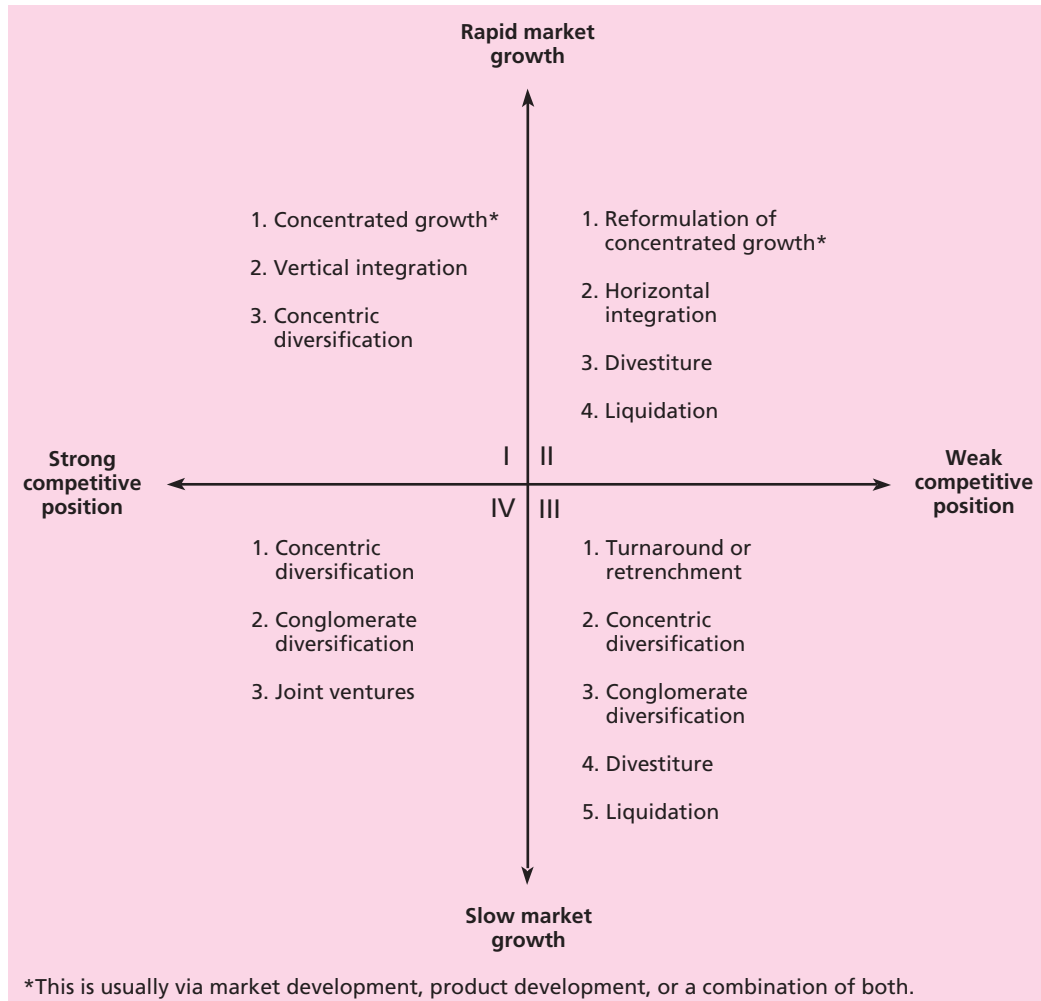 Rapid market
growth
1. Concentrated growth*
2. Vertical integration
3. Concentric
diversification
1. Reformulation of
concentrated growth*
2. Horizontal
integration
3. Divestiture
4. Liquidation
I
II
Strong
competitive
position
Weak
competitive
position
IV
III
1. Concentric
diversification
2. Conglomerate
diversification
3. Joint ventures
1. Turnaround or
retrenchment
2. Concentric
diversification
3. Conglomerate
diversification
4. Divestiture
5. Liquidation
Slow market
growth
*This is usually via market development, product development, or a combination of both.